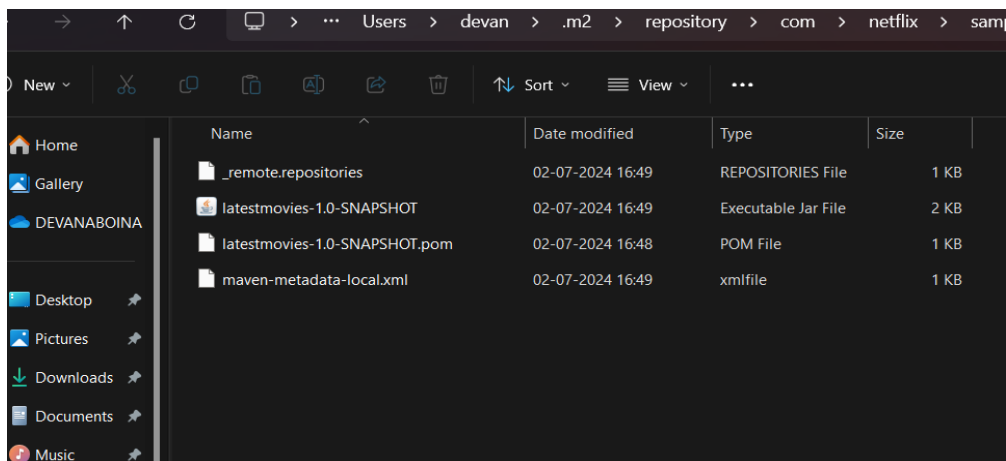 Users > devan > .m2 > repository > com > netflix >
New Sort View
Name Date modified Type Size
Home
Gallery
DEVANABOINA
Desktop
Pictures
Downloads
Documents
Music
_remote.repositories 02-07-2024 16:49 REPOSITORIES File 1 KB
latestmovies-1.0-SNAPSHOT 02-07-2024 16:49 Executable Jar File 2 KB
latestmovies-1.0-SNAPSHOT.pom 02-07-2024 16:48 POM File 1 KB
maven-metadata-local.xml 02-07-2024 16:49 xmlfile 1 KB